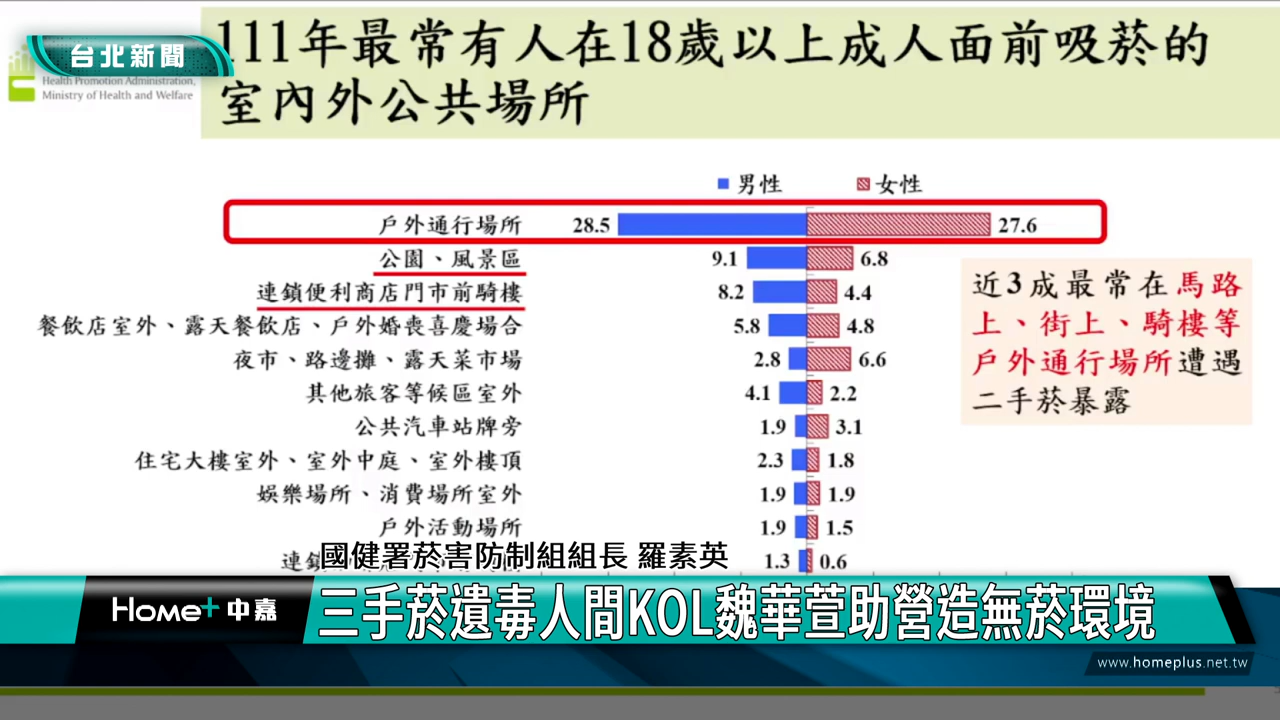 台北新聞
Health Promotion Administration,
Ministry of Health and Welfare
111年最常有人在18歲以上成人面前吸菸的
室內外公共場所
男性 女性
戶外通行場所 28.5 27.6
公園、風景區 9.1 6.8
連鎖便利商店門市前騎樓 8.2 4.4
餐飲店室外、露天餐飲店、戶外婚喪喜慶場合 5.8 4.8
夜市、路邊攤、露天菜市場 2.8 6.6
其他旅客等候區室外 4.1 2.2
公共汽車站牌旁 1.9 3.1
住宅大樓室外、室外中庭、室外樓頂 2.3 1.8
娛樂場所、消費場所室外 1.9 1.9
戶外活動場所 1.9 1.5
連鎖 1.3 0.6
近3成最常在馬路
上、街上、騎樓等
戶外通行場所遭遇
二手菸暴露
國健署菸害防制組組長 羅素英
Home+中嘉
三手菸遺毒人間KOL魏華萱助營造無菸環境
www.homeplus.net.tw